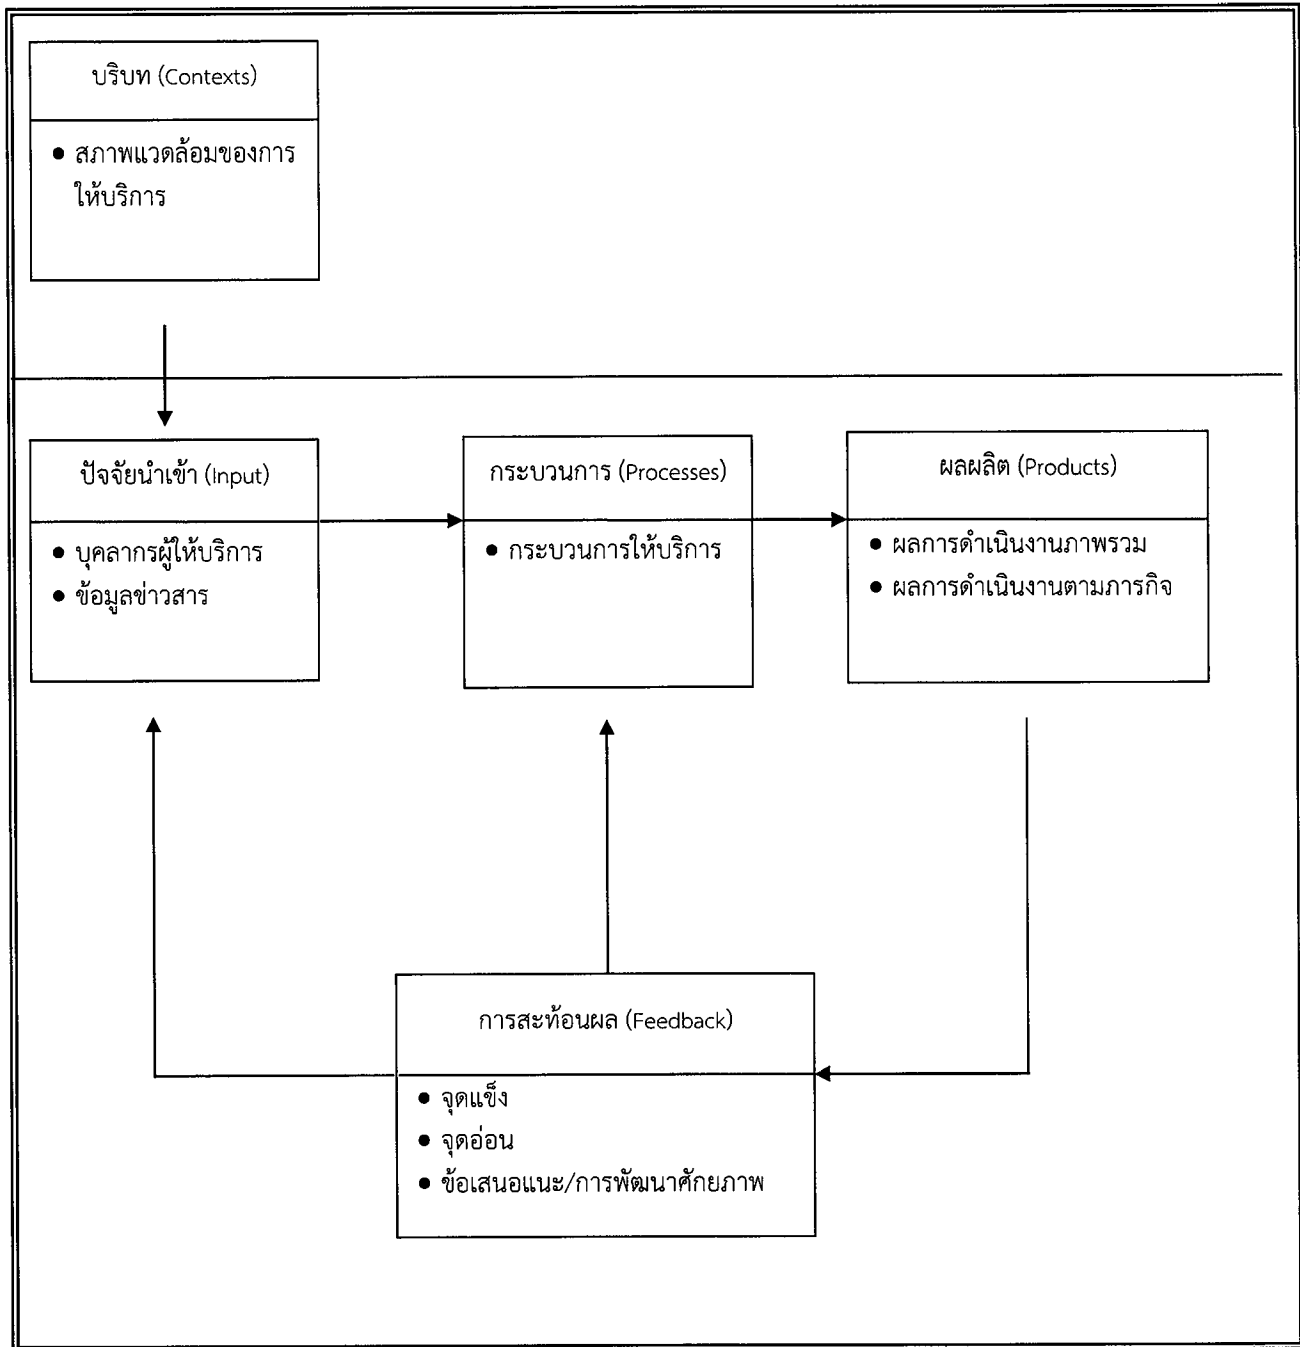 บริบท (Contexts)
● สภาพแวดล้อมของการ
ให้บริการ
ปัจจัยนำเข้า (Input)
● บุคลากรผู้ให้บริการ
● ข้อมูลข่าวสาร
กระบวนการ (Processes)
● กระบวนการให้บริการ
ผลผลิต (Products)
● ผลการดำเนินงานภาพรวม
● ผลการดำเนินงานตามภารกิจ
การสะท้อนผล (Feedback)
● จุดแข็ง
● จุดอ่อน
● ข้อเสนอแนะ/การพัฒนาศักยภาพ